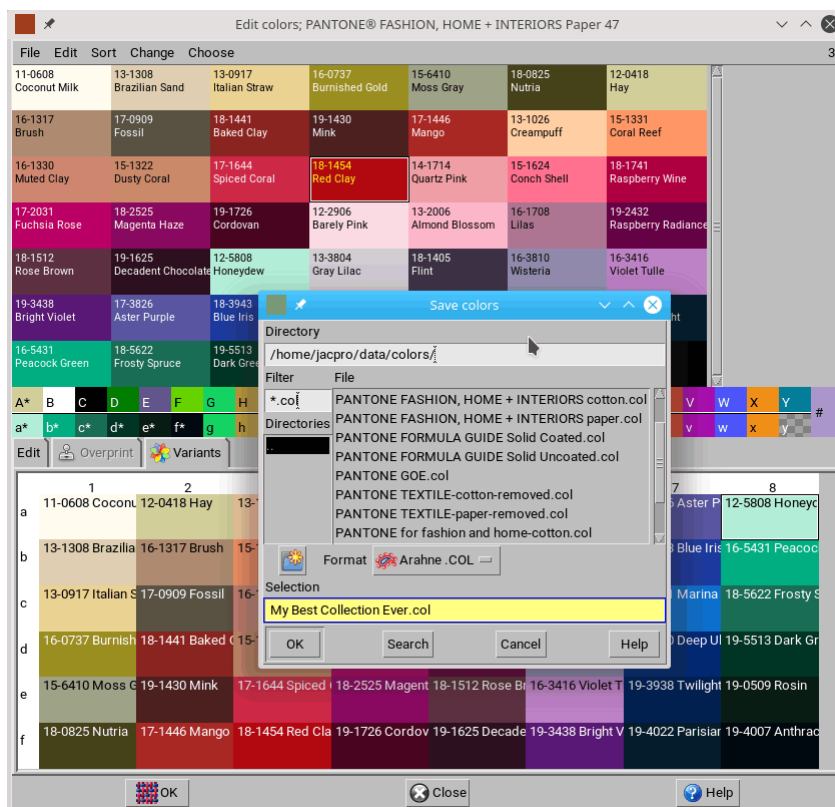 Edit colors; PANTONE® FASHION, HOME + INTERIORS Paper 47
File Edit Sort Change Choose 3
11-0608 13-1308 13-0917 16-0737 15-6410 18-0825 12-0418
Coconut Milk Brazilian Sand Italian Straw Burnished Gold Moss Gray Nutria Hay
16-1317 17-0909 18-1441 19-1430 17-1446 13-1026 15-1331
Brush Fossil Baked Clay Mink Mango Creampuff Coral Reef
16-1330 15-1322 17-1644 18-1454 14-1714 15-1624 18-1741
Muted Clay Dusty Coral Spiced Coral Red Clay Quartz Pink Conch Shell Raspberry Wine
17-2031 18-2525 19-1726 12-2906 13-2006 16-1708 19-2432
Fuchsia Rose Magenta Haze Cordovan Barely Pink Almond Blossom Lilas Raspberry Radiance
18-1512 19-1625 12-5808 13-3804 18-1405 16-3810 16-3416
Rose Brown Decadent Chocolate Honeydew Gray Lilac Flint Wisteria Violet Tulle
19-3438 17-3826 18-3943
Bright Violet Aster Purple Blue Iris ht
16-5431 18-5622 19-5513
Peacock Green Frosty Spruce Dark Gree
Save colors
Directory
/home/jacpro/data/colors/
Filter File
*.col
Directories
..
PANTONE FASHION, HOME + INTERIORS cotton.col
PANTONE FASHION, HOME + INTERIORS paper.col
PANTONE FORMULA GUIDE Solid Coated.col
PANTONE FORMULA GUIDE Solid Uncoated.col
PANTONE GOE.col
PANTONE TEXTILE-cotton-removed.col
PANTONE TEXTILE-paper-removed.col
PANTONE for fashion and home-cotton.col
Format Arahne .COL
Selection
My Best Collection Ever.col
OK Search Cancel Help
A* B C D E F G H V W X Y #
a* b* c* d* e* f* g h v w x y
Edit Overprint Variants
1 2 7 8
a 11-0608 Coconu 12-0418 Hay 13- Aster P 12-5808 Honeyc
b 13-1308 Brazilia 16-1317 Brush 15- Blue Iris 16-5431 Peacoc
c 13-0917 Italian S 17-0909 Fossil 16- Marina 18-5622 Frosty S
d 16-0737 Burnish 18-1441 Baked C 15- Deep Ul 19-5513 Dark Gr
e 15-6410 Moss G 19-1430 Mink 17-1644 Spiced 18-2525 Magent 18-1512 Rose Br 16-3416 Violet T 19-3938 Twilight 19-0509 Rosin
f 18-0825 Nutria 17-1446 Mango 18-1454 Red Cla 19-1726 Cordov 19-1625 Decade 19-3438 Bright V 19-4022 Parisiar 19-4007 Anthrac
OK Close Help